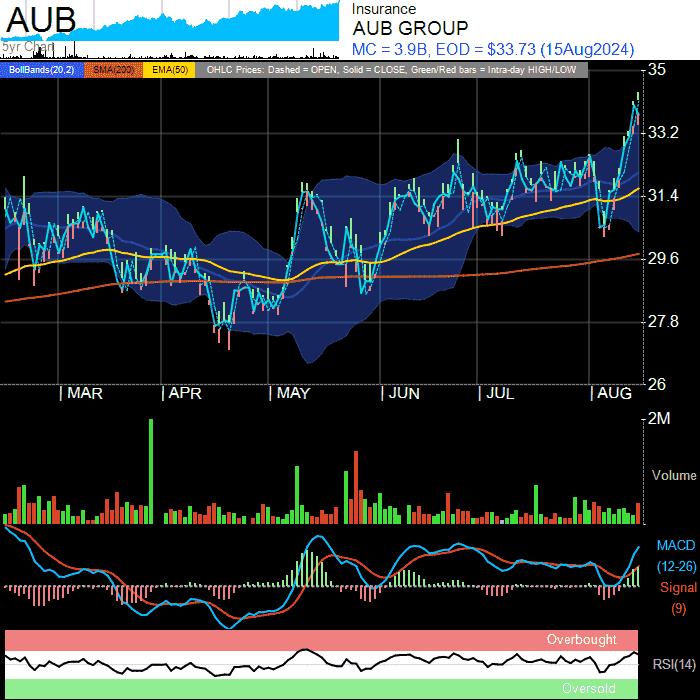 AUB
5yr Chart
Insurance
AUB GROUP
MC = 3.9B, EOD = $33.73 (15Aug2024)
BollBands(20,2) SMA(200) EMA(50) OHLC Prices: Dashed = OPEN, Solid = CLOSE, Green/Red bars = Intra-day HIGH/LOW
35
33.2
31.4
29.6
27.8
26
| MAR | APR | MAY | JUN | JUL | AUG
2M
Volume
MACD
(12-26)
Signal
(9)
Overbought
RSI(14)
Oversold